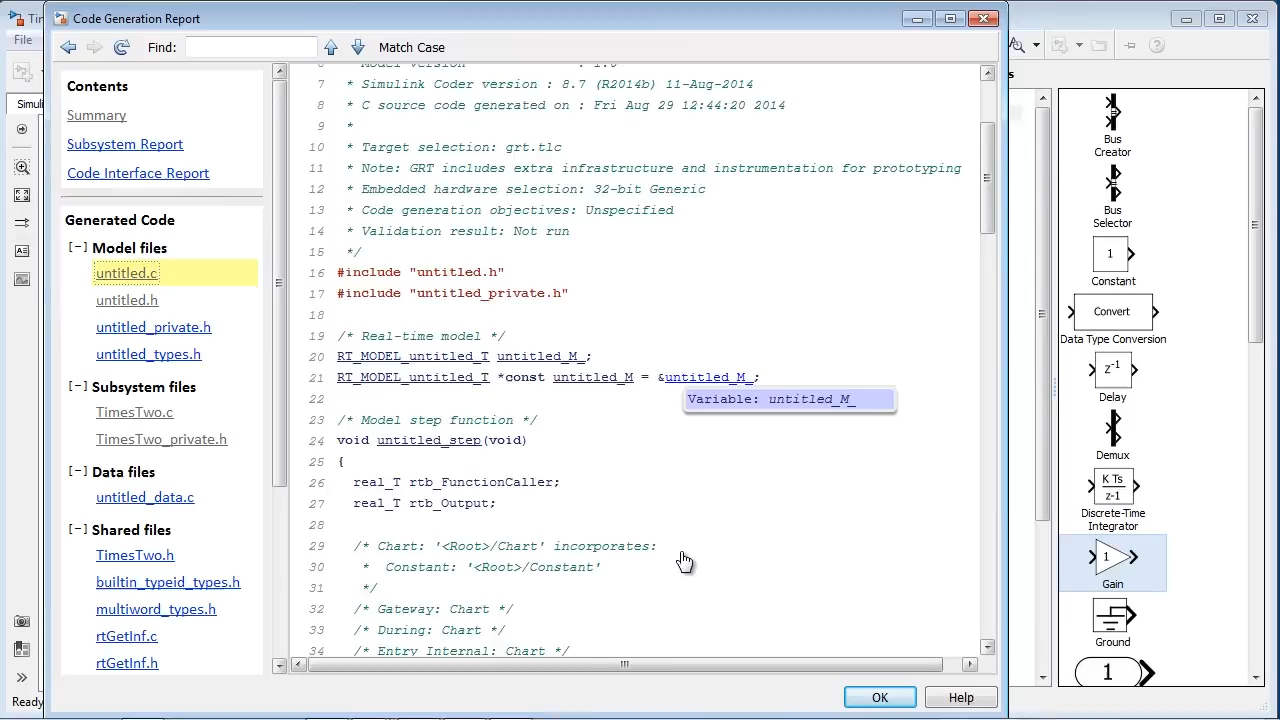 Code Generation Report
File
Simuli
Find:
Match Case
Contents
Summary
Subsystem Report
Code Interface Report
Generated Code
[-] Model files
untitled.c
untitled.h
untitled_private.h
untitled_types.h
[-] Subsystem files
TimesTwo.c
TimesTwo_private.h
[-] Data files
untitled_data.c
[-] Shared files
TimesTwo.h
builtin_typeid_types.h
multiword_types.h
rtGetInf.c
rtGetInf.h
Ready
7 * Simulink Coder version : 8.7 (R2014b) 11-Aug-2014
8 * C source code generated on : Fri Aug 29 12:44:20 2014
9 *
10 * Target selection: grt.tlc
11 * Note: GRT includes extra infrastructure and instrumentation for prototyping
12 * Embedded hardware selection: 32-bit Generic
13 * Code generation objectives: Unspecified
14 * Validation result: Not run
15 */
16 #include "untitled.h"
17 #include "untitled_private.h"
18
19 /* Real-time model */
20 RT_MODEL_untitled_T untitled_M_;
21 RT_MODEL_untitled_T *const untitled_M = &untitled_M_;
22
Variable: untitled_M_
23 /* Model step function */
24 void untitled_step(void)
25 {
26 real_T rtb_FunctionCaller;
27 real_T rtb_Output;
28
29 /* Chart: '<Root>/Chart' incorporates:
30 * Constant: '<Root>/Constant'
31 */
32 /* Gateway: Chart */
33 /* During: Chart */
34 /* Entry Internal: Chart */
OK
Help
Bus
Creator
Bus
Selector
1
Constant
Convert
Data Type Conversion
z-1
Delay
Demux
K Ts
z-1
Discrete-Time
Integrator
1
Gain
Ground
1